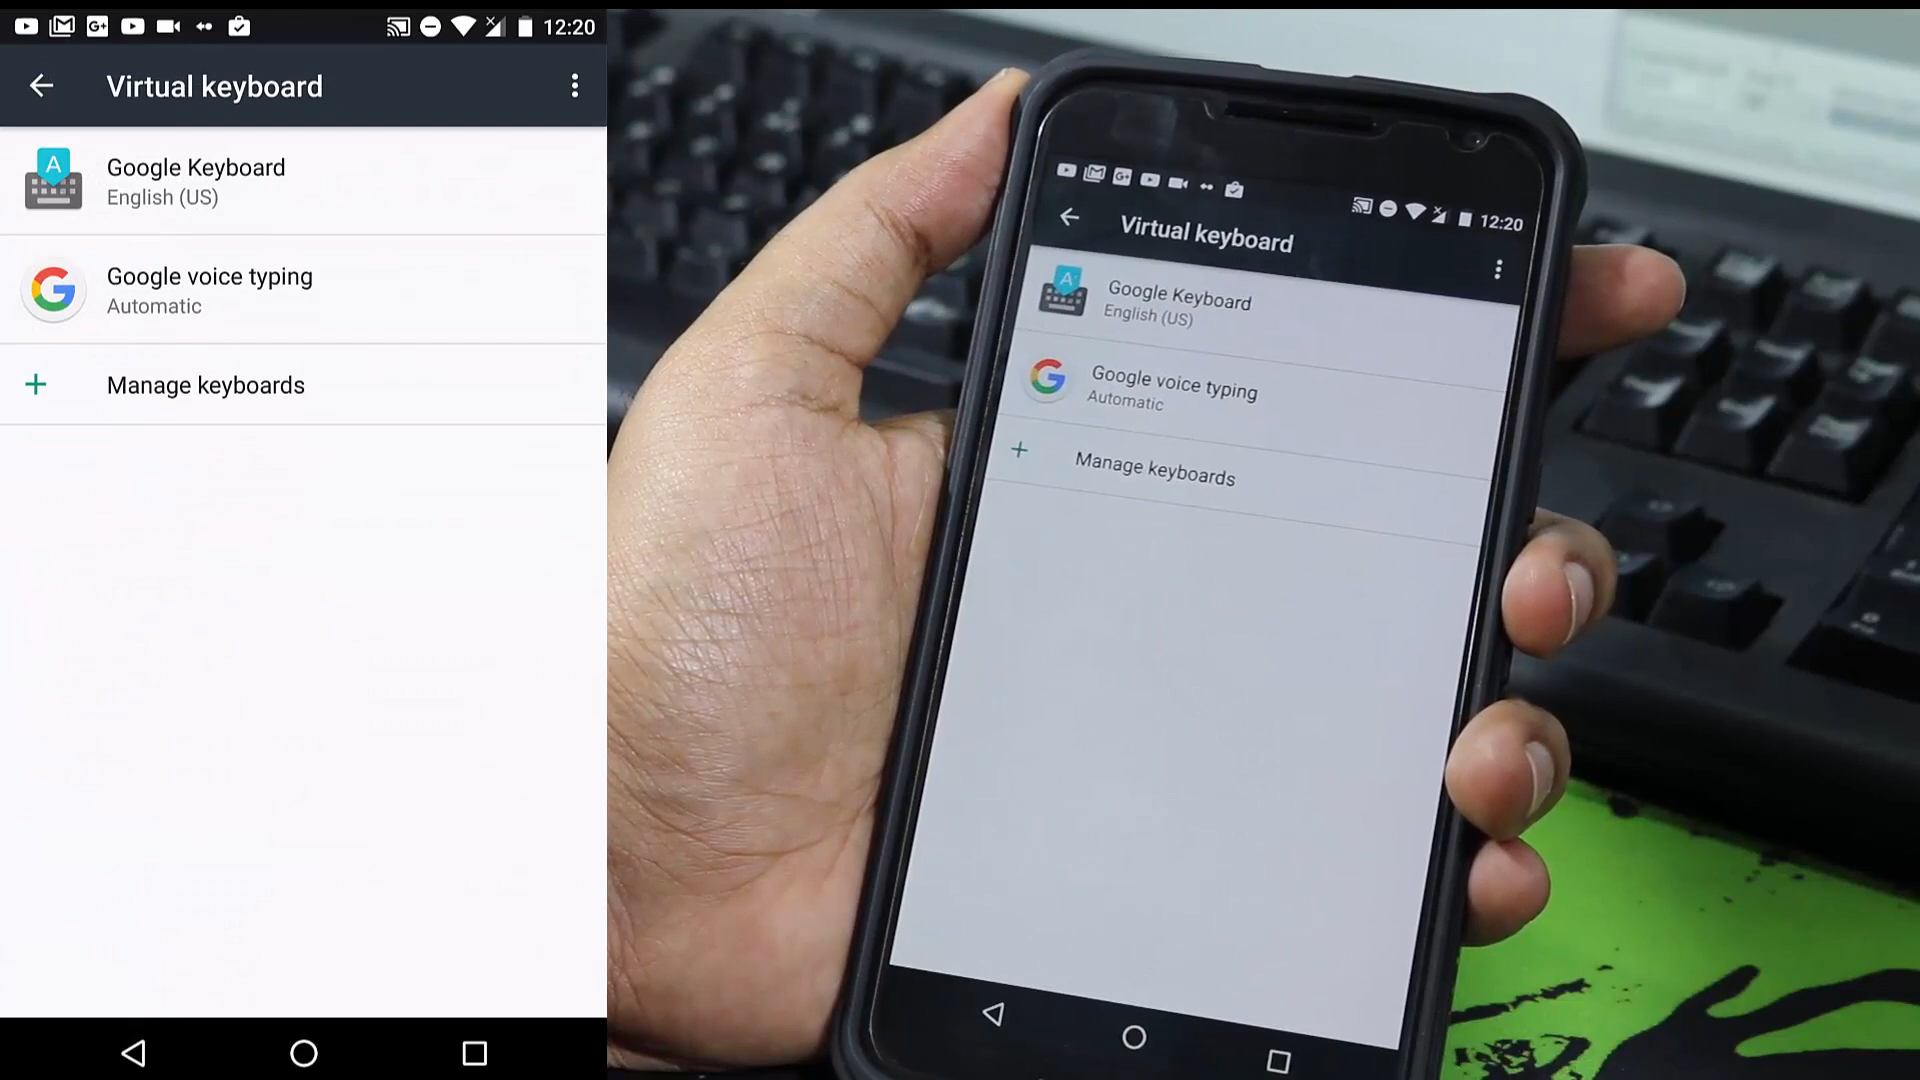 12:20
Virtual keyboard
A
Google Keyboard
English (US)
G
Google voice typing
Automatic
Manage keyboards
12:20
Virtual keyboard
A
Google Keyboard
English (US)
G
Google voice typing
Automatic
Manage keyboards